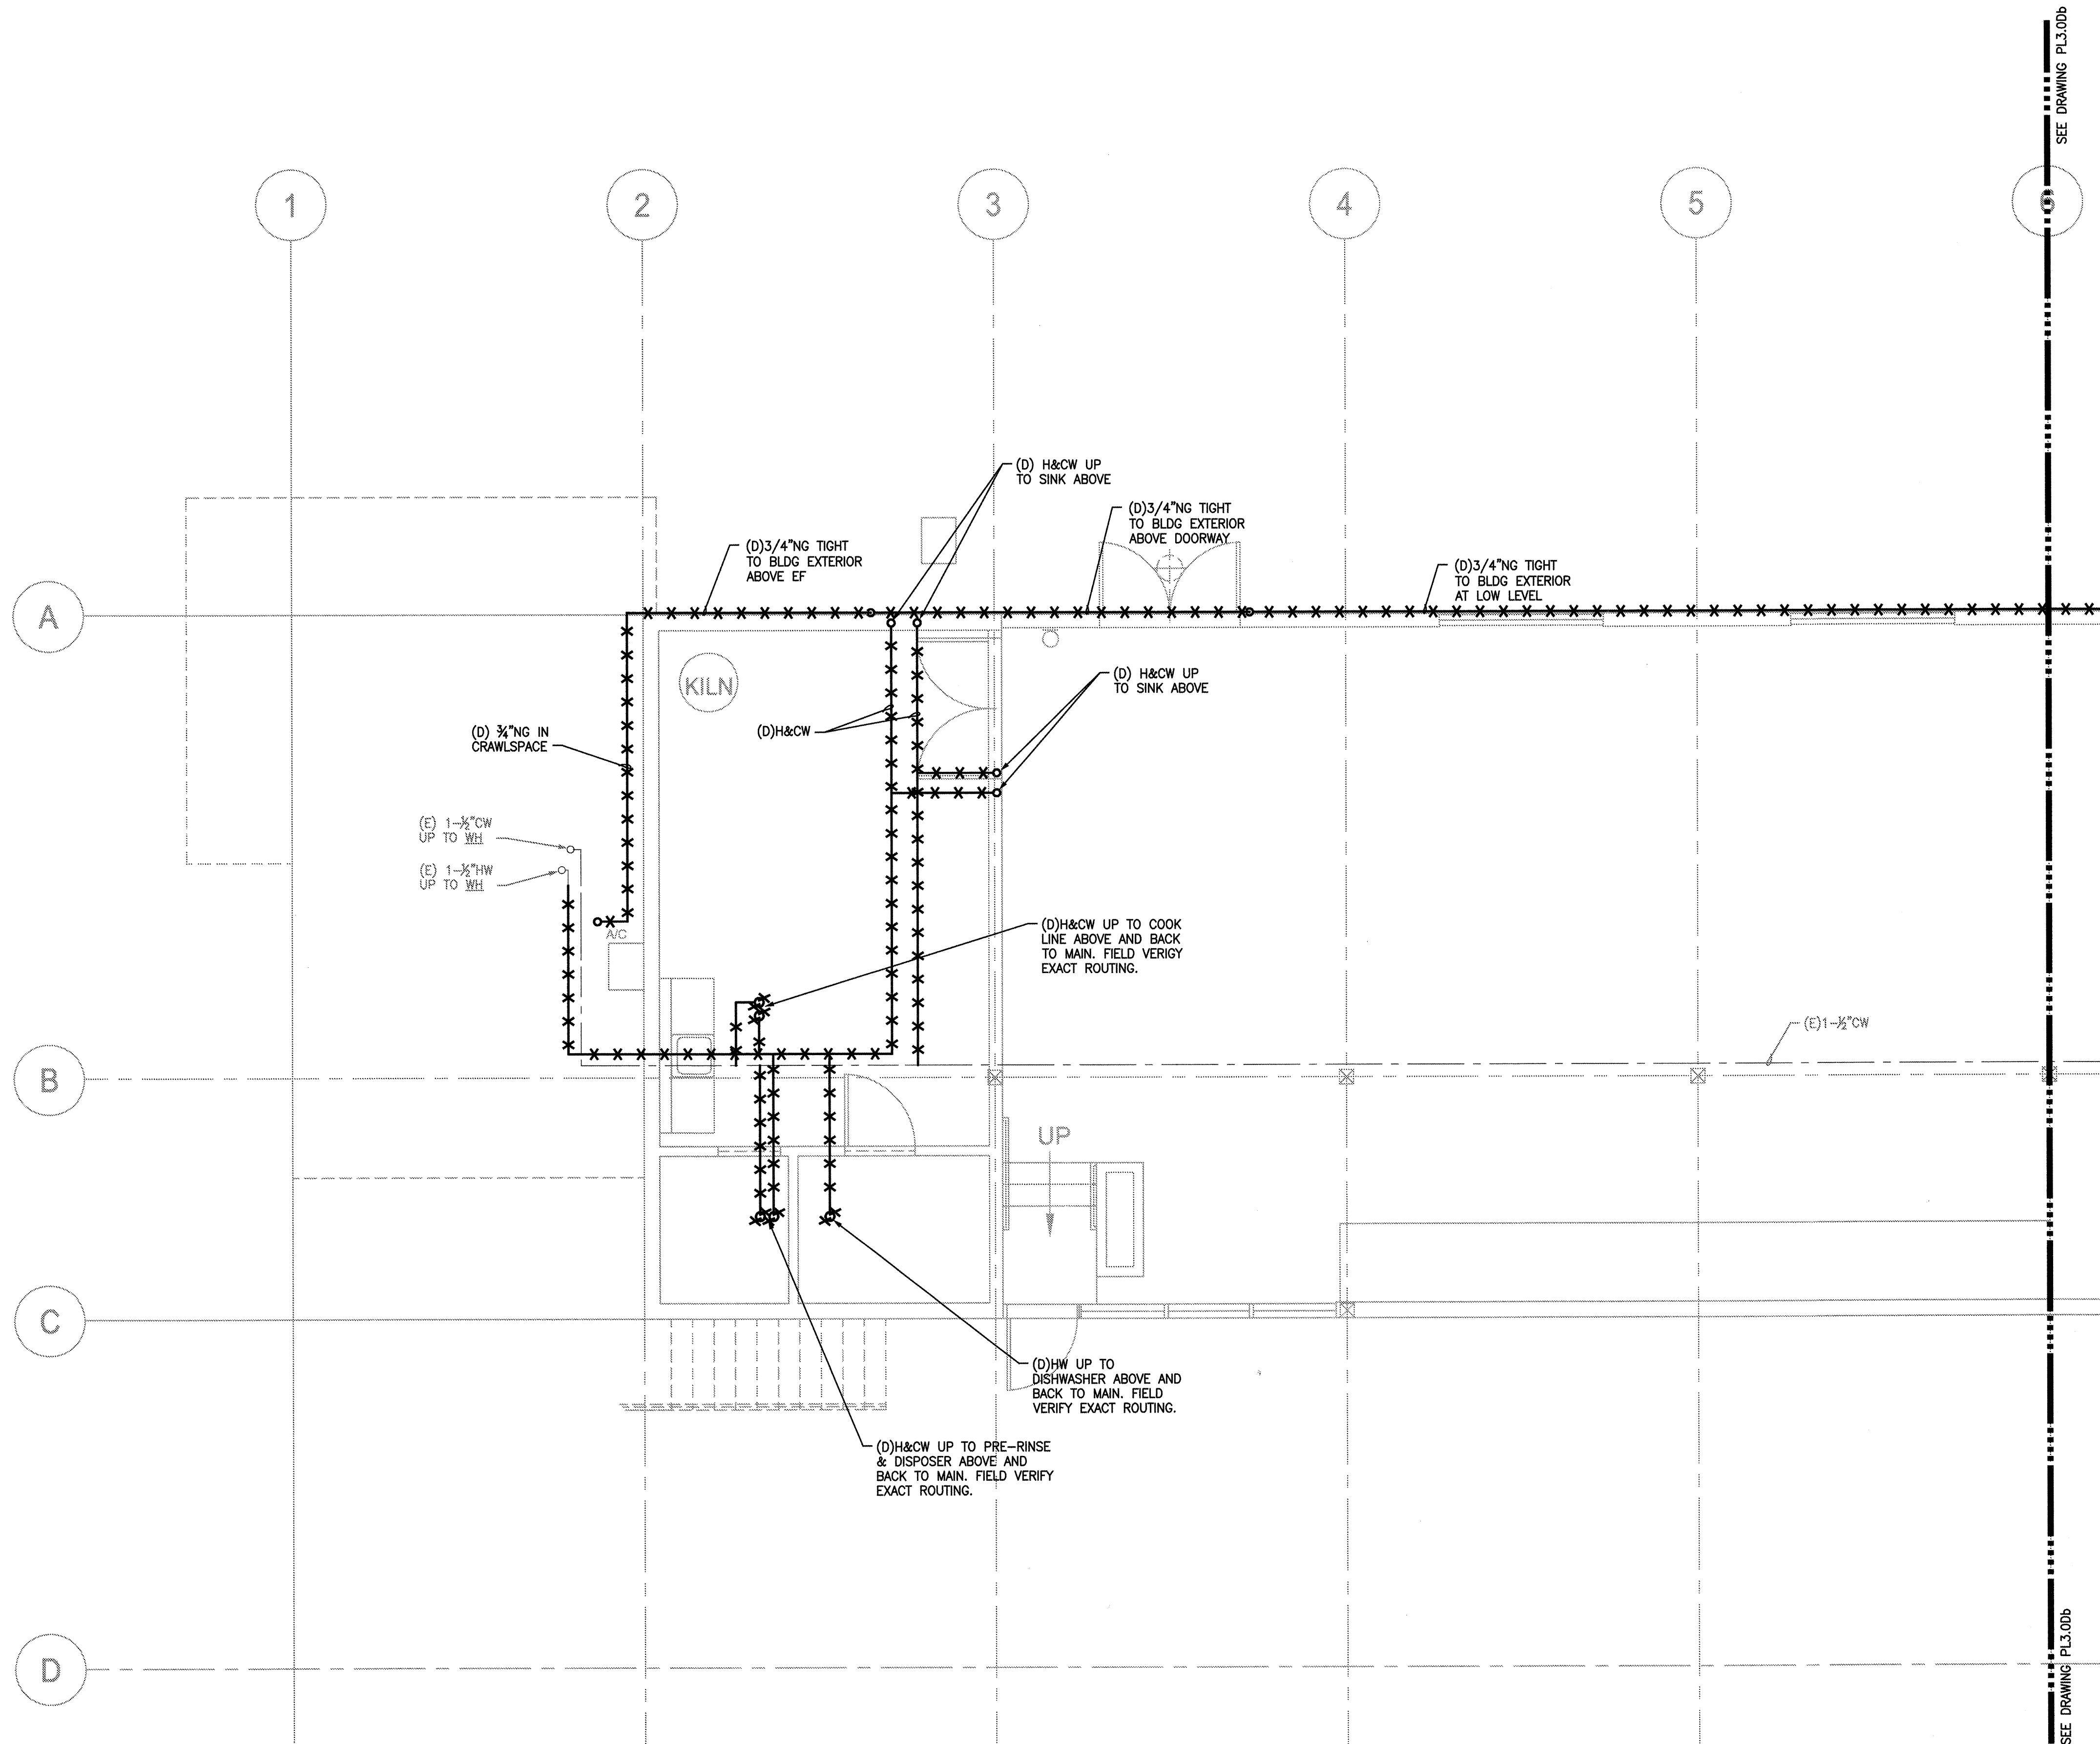 SEE DRAWING PL3.0Db
1
2
3
4
5
6
(D) H&CW UP
TO SINK ABOVE
(D)3/4"NG TIGHT
TO BLDG EXTERIOR
ABOVE DOORWAY
(D)3/4"NG TIGHT
TO BLDG EXTERIOR
ABOVE EF
(D)3/4"NG TIGHT
TO BLDG EXTERIOR
AT LOW LEVEL
A
KILN
(D) H&CW UP
TO SINK ABOVE
(D) ¾"NG IN
CRAWLSPACE
(D)H&CW
(E) 1-½"CW
UP TO WH
(E) 1-½"HW
UP TO WH
A/C
(D)H&CW UP TO COOK
LINE ABOVE AND BACK
TO MAIN. FIELD VERIGY
EXACT ROUTING.
(E)1-½"CW
B
UP
C
(D)HW UP TO
DISHWASHER ABOVE AND
BACK TO MAIN. FIELD
VERIFY EXACT ROUTING.
(D)H&CW UP TO PRE-RINSE
& DISPOSER ABOVE AND
BACK TO MAIN. FIELD VERIFY
EXACT ROUTING.
D
SEE DRAWING PL3.0Db